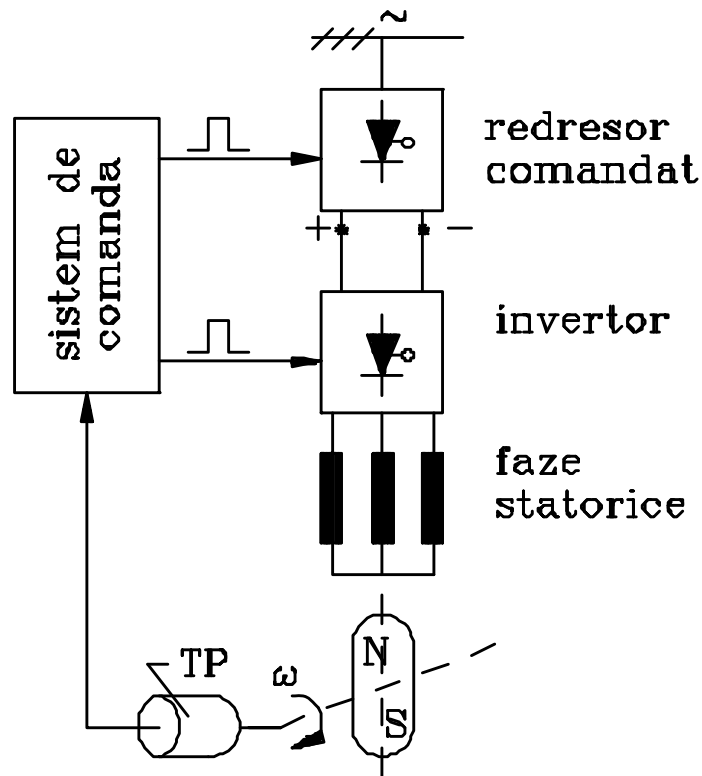 ~
redresor
comandat
sistem de
comanda
+ −
invertor
faze
statorice
TP
ω
N
S